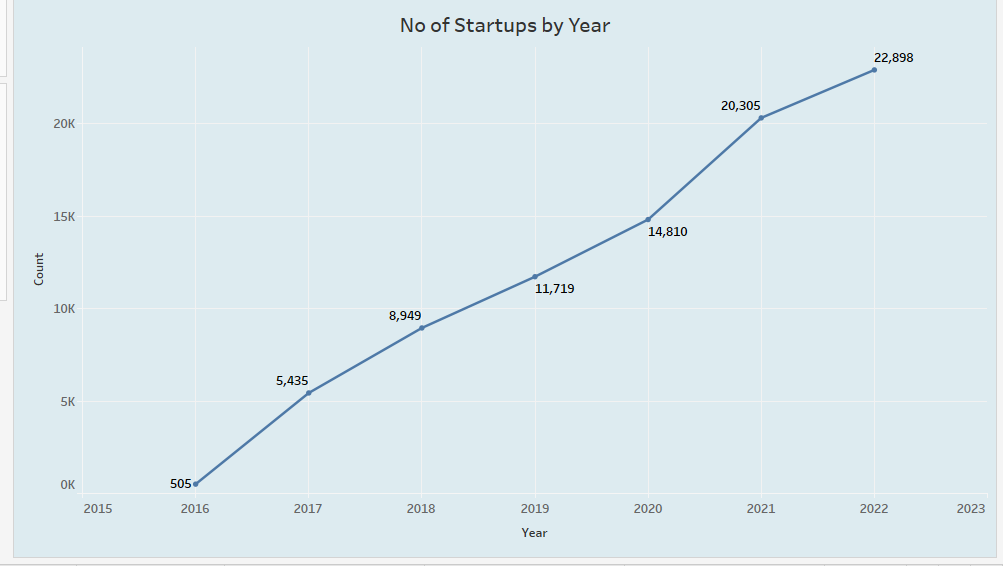 No of Startups by Year
22,898
20,305
20K
15K
14,810
Count
11,719
10K
8,949
5,435
5K
505
0K
2015 2016 2017 2018 2019 2020 2021 2022 2023
Year